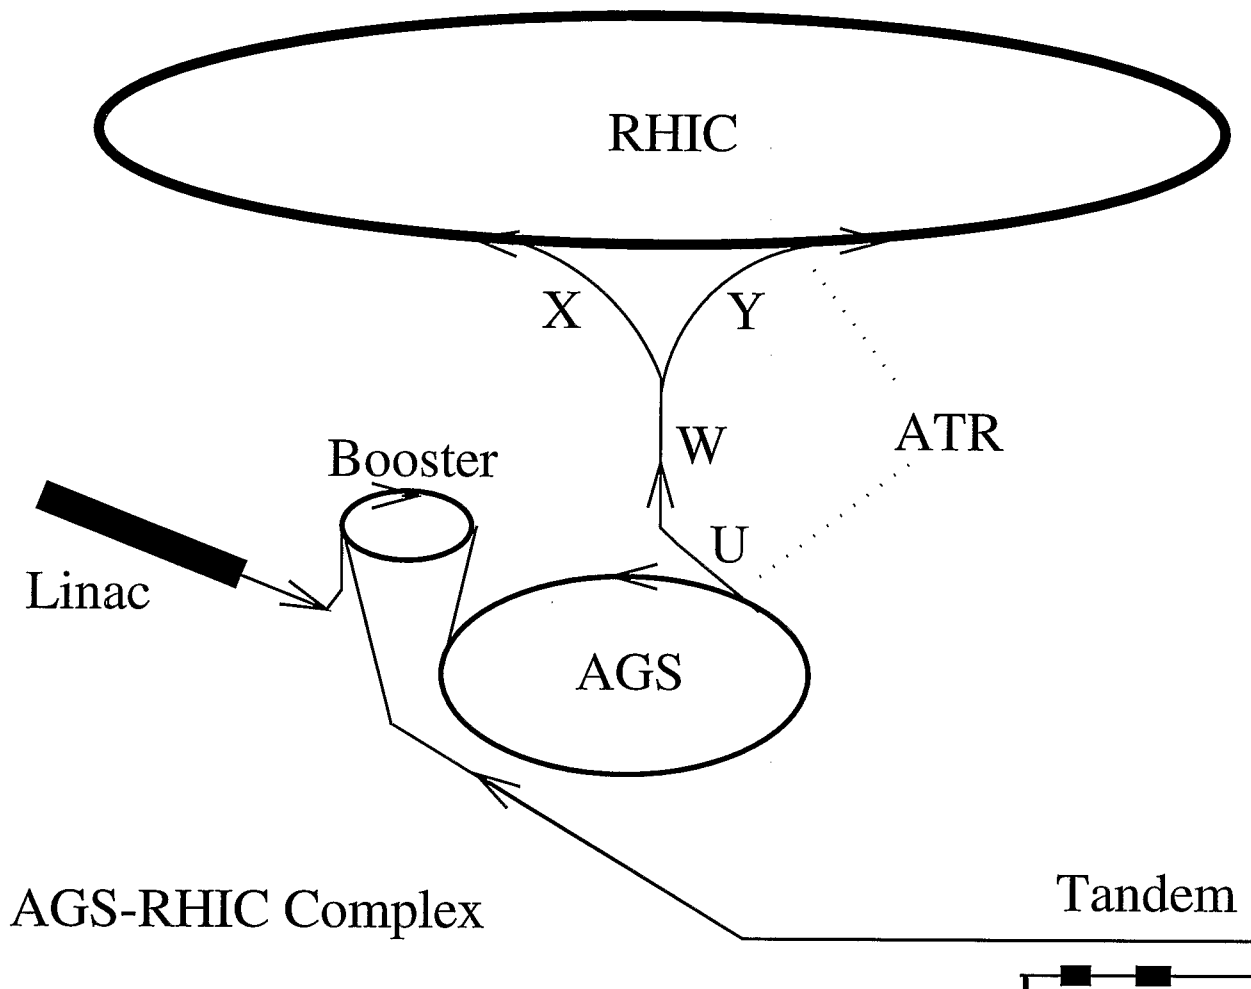 RHIC
X
Y
ATR
W
Booster
U
Linac
AGS
Tandem
AGS-RHIC Complex